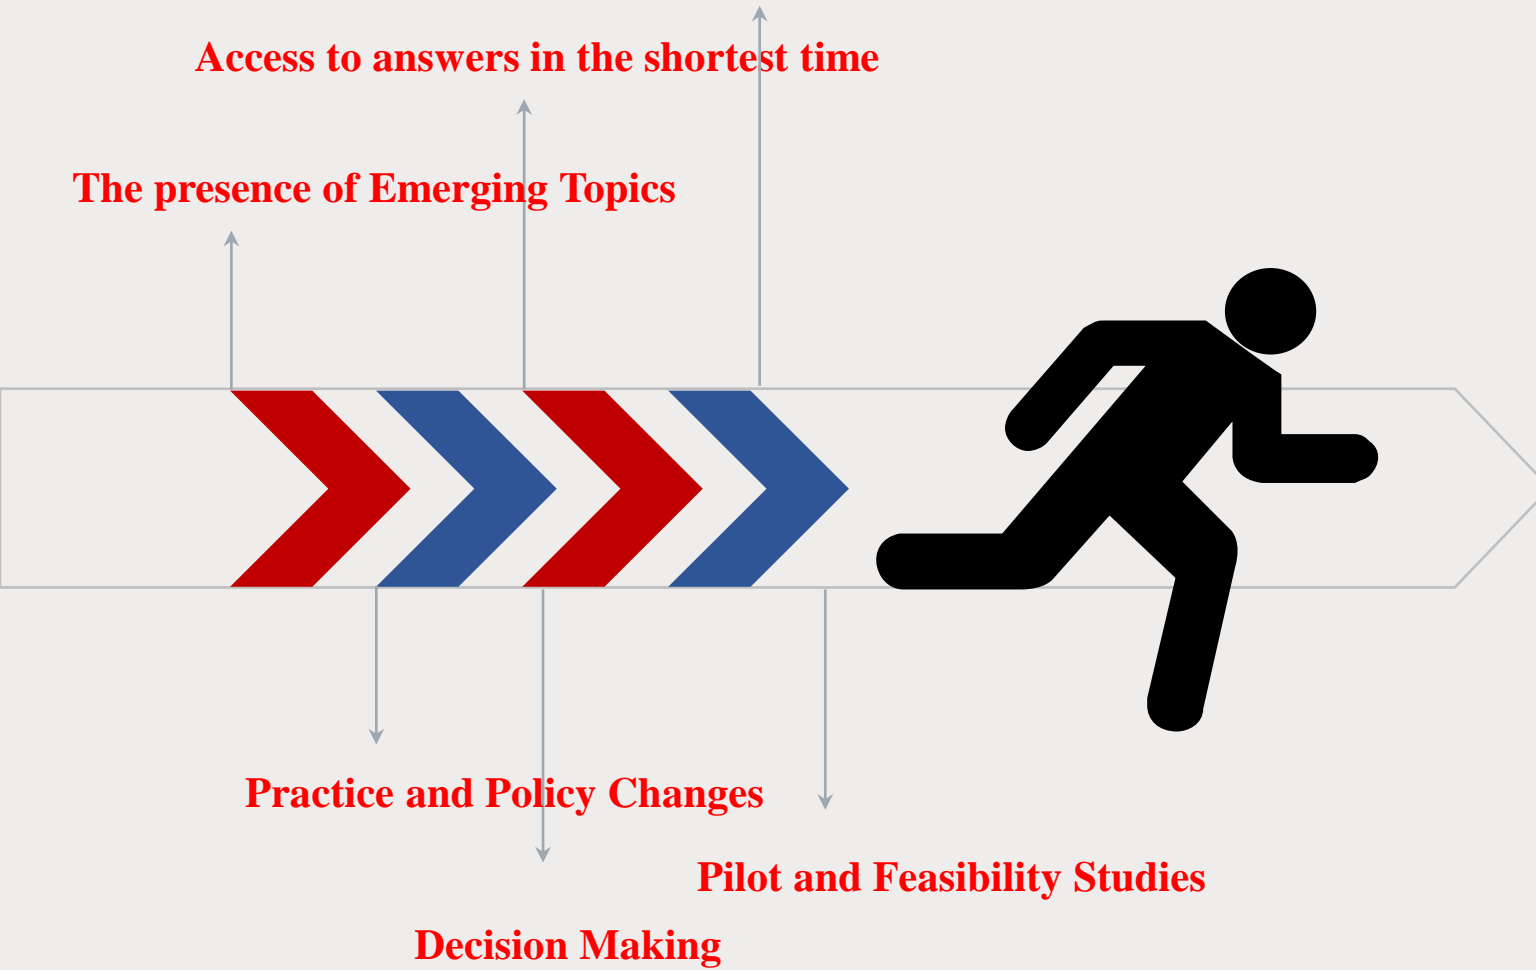 Access to answers in the shortest time
The presence of Emerging Topics
Practice and Policy Changes
Pilot and Feasibility Studies
Decision Making